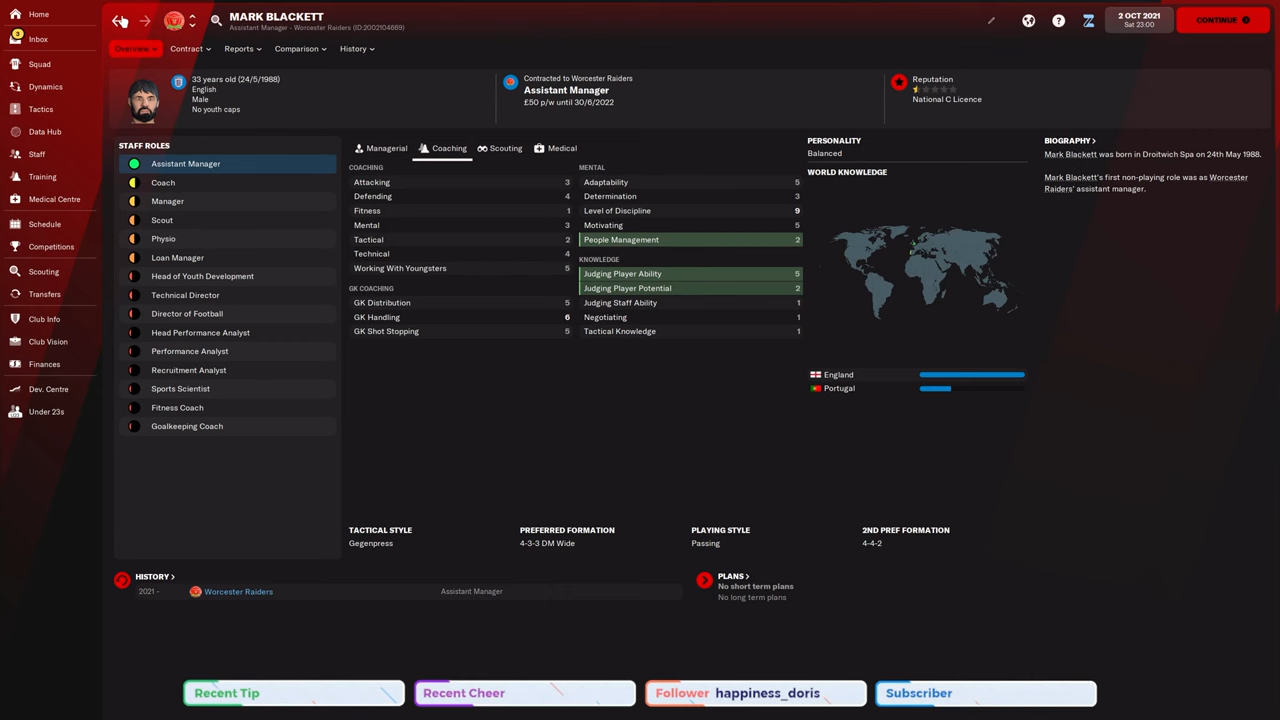 Home
3
Inbox
Squad
Dynamics
Tactics
Data Hub
Staff
Training
Medical Centre
Schedule
Competitions
Scouting
Transfers
Club Info
Club Vision
Finances
Dev. Centre
Under 23s
MARK BLACKETT
Assistant Manager - Worcester Raiders (ID:2002104669)
2 OCT 2021
Sat 23:00
CONTINUE
Overview
Contract
Reports
Comparison
History
33 years old (24/5/1988)
English
Male
No youth caps
Contracted to Worcester Raiders
Assistant Manager
£50 p/w until 30/6/2022
Reputation
National C Licence
STAFF ROLES
Assistant Manager
Coach
Manager
Scout
Physio
Loan Manager
Head of Youth Development
Technical Director
Director of Football
Head Performance Analyst
Performance Analyst
Recruitment Analyst
Sports Scientist
Fitness Coach
Goalkeeping Coach
Managerial
Coaching
Scouting
Medical
COACHING
Attacking 3
Defending 4
Fitness 1
Mental 3
Tactical 2
Technical 4
Working With Youngsters 5
GK COACHING
GK Distribution 5
GK Handling 6
GK Shot Stopping 5
MENTAL
Adaptability 5
Determination 3
Level of Discipline 9
Motivating 5
People Management 2
KNOWLEDGE
Judging Player Ability 5
Judging Player Potential 2
Judging Staff Ability 1
Negotiating 1
Tactical Knowledge 1
PERSONALITY
Balanced
WORLD KNOWLEDGE
England
Portugal
BIOGRAPHY >
Mark Blackett was born in Droitwich Spa on 24th May 1988.
Mark Blackett's first non-playing role was as Worcester
Raiders' assistant manager.
TACTICAL STYLE
Gegenpress
PREFERRED FORMATION
4-3-3 DM Wide
PLAYING STYLE
Passing
2ND PREF FORMATION
4-4-2
HISTORY >
2021 - Worcester Raiders Assistant Manager
PLANS >
No short term plans
No long term plans
Recent Tip
Recent Cheer
Follower happiness_doris
Subscriber